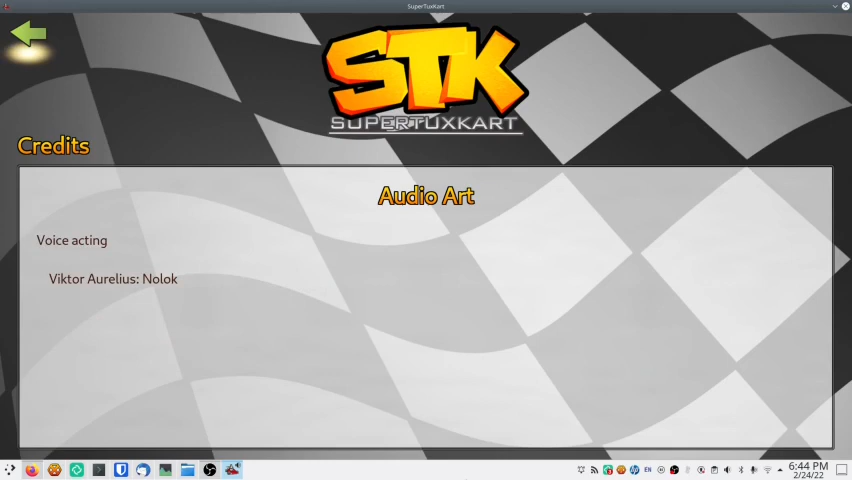 SuperTuxKart
STK
SUPERTUXKART
Credits
Audio Art
Voice acting
Viktor Aurelius: Nolok
EN
6:44 PM
2/24/22